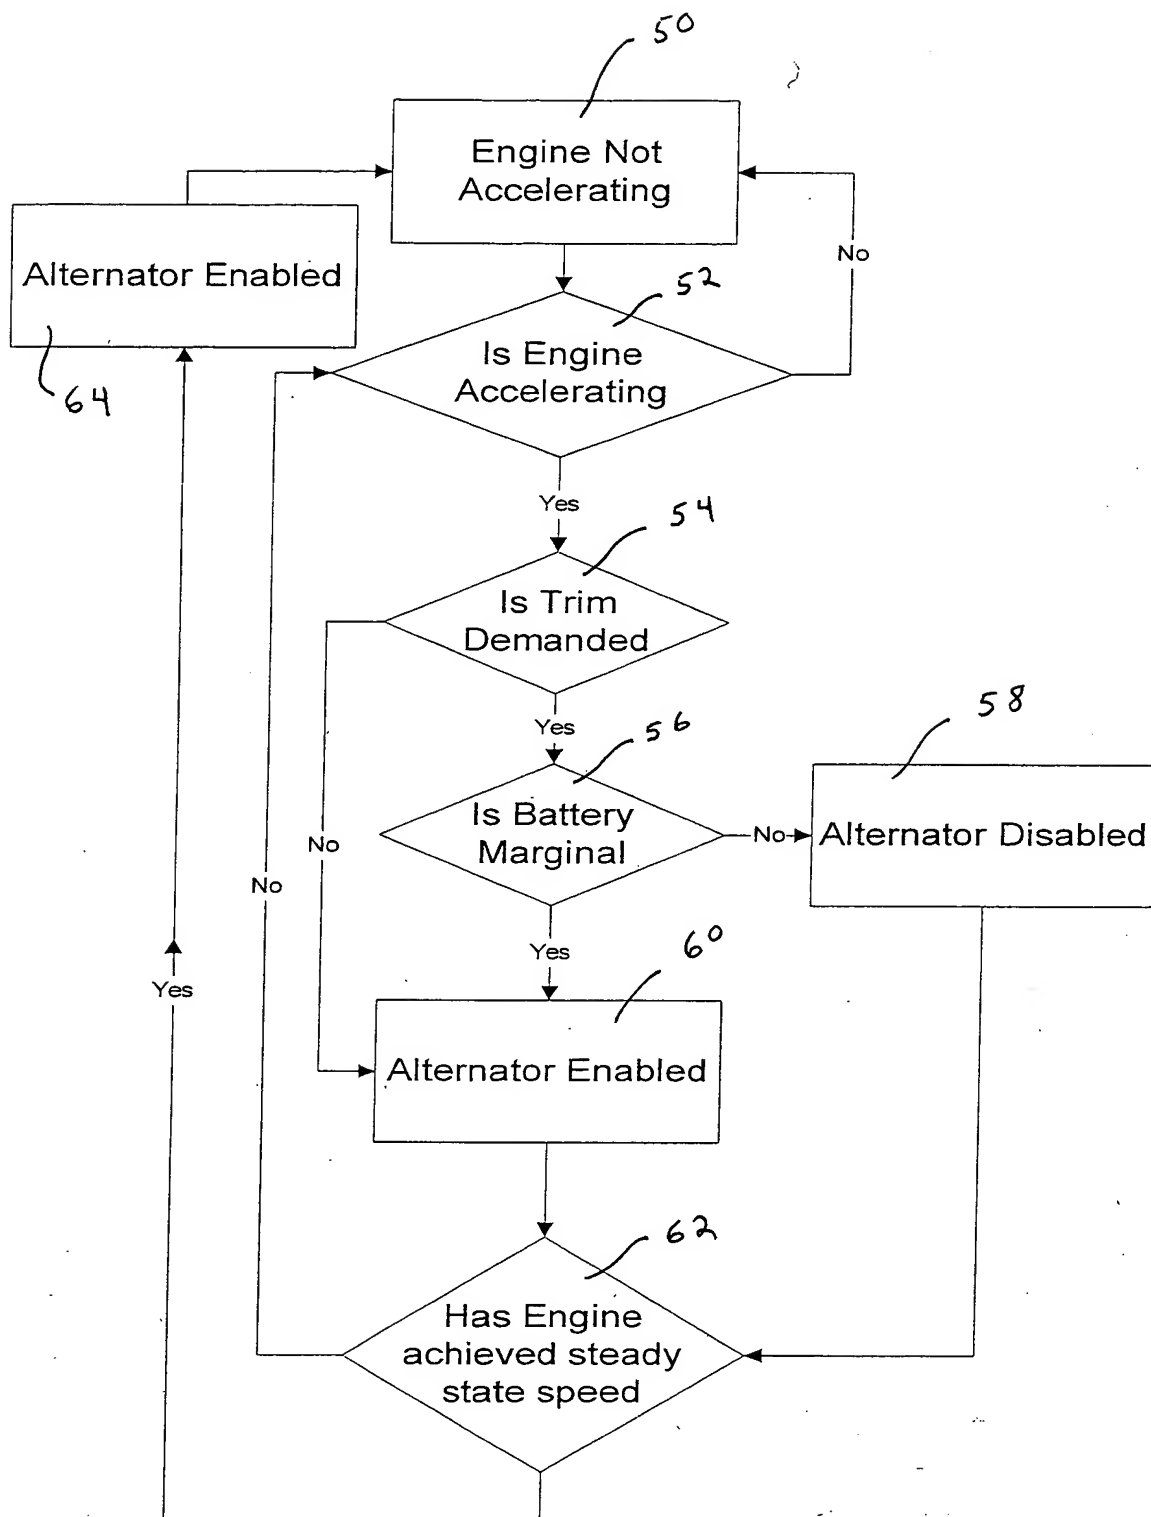 50
Engine Not
Accelerating
No
Alternator Enabled
52
64
Is Engine
Accelerating
Yes
54
Is Trim
Demanded
Yes
56
58
Is Battery
Marginal
No
Alternator Disabled
No
No
Yes
60
Yes
Alternator Enabled
62
Has Engine
achieved steady
state speed